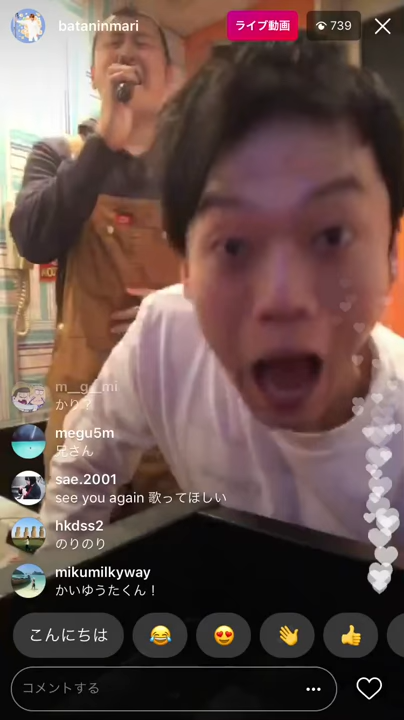 bataninmari
ライブ動画
739
m__g__mi
かり？
megu5m
兄さん
sae.2001
see you again 歌ってほしい
hkdss2
のりのり
mikumilkyway
かいゆうたくん！
こんにちは
コメントする